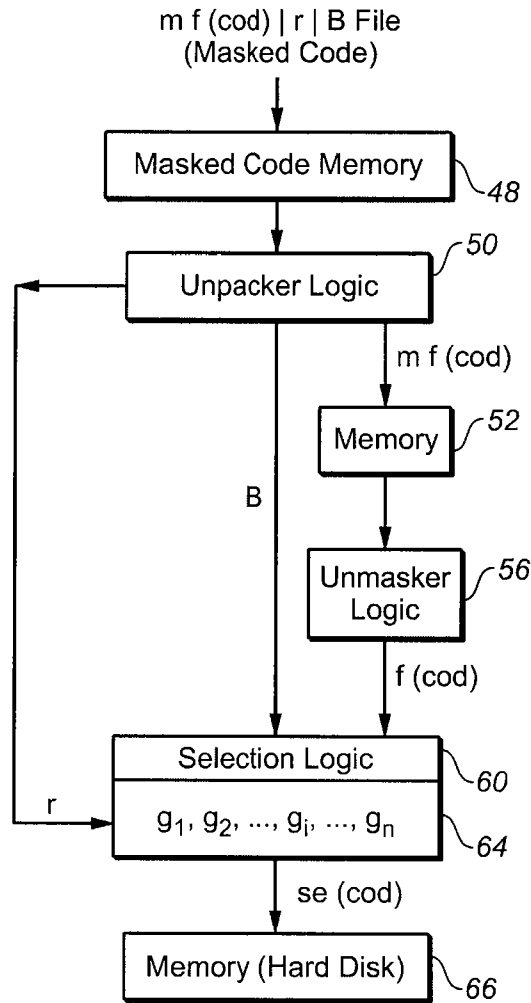 m f (cod) | r | B File
(Masked Code)
Masked Code Memory
48
50
Unpacker Logic
m f (cod)
52
Memory
B
56
Unmasker
Logic
f (cod)
Selection Logic
60
r
g1, g2, ..., gi, ..., gn
64
se (cod)
Memory (Hard Disk)
66